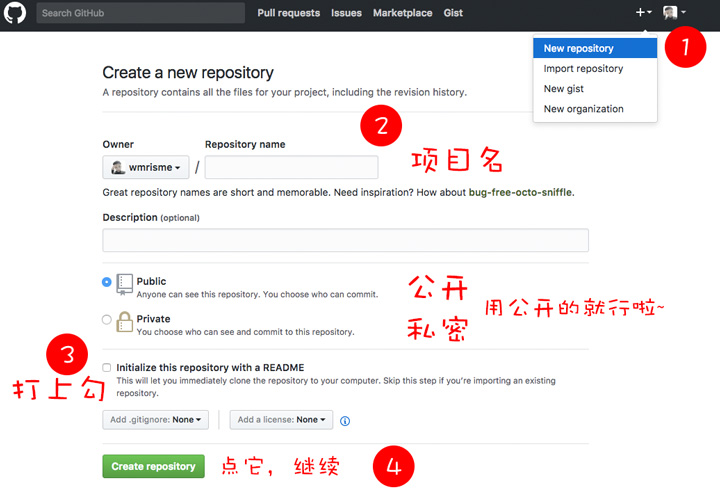 Search GitHub
Pull requests Issues Marketplace Gist
New repository
1
Import repository
New gist
New organization
Create a new repository
A repository contains all the files for your project, including the revision history.
2
Owner Repository name
wmrisme / 项目名
Great repository names are short and memorable. Need inspiration? How about bug-free-octo-sniffle.
Description (optional)
Public 公开
Anyone can see this repository. You choose who can commit.
用公开的就行啦~
Private 私密
You choose who can see and commit to this repository.
3
Initialize this repository with a README
打上勾
This will let you immediately clone the repository to your computer. Skip this step if you're importing an existing
repository.
Add .gitignore: None Add a license: None
Create repository 点它，继续 4